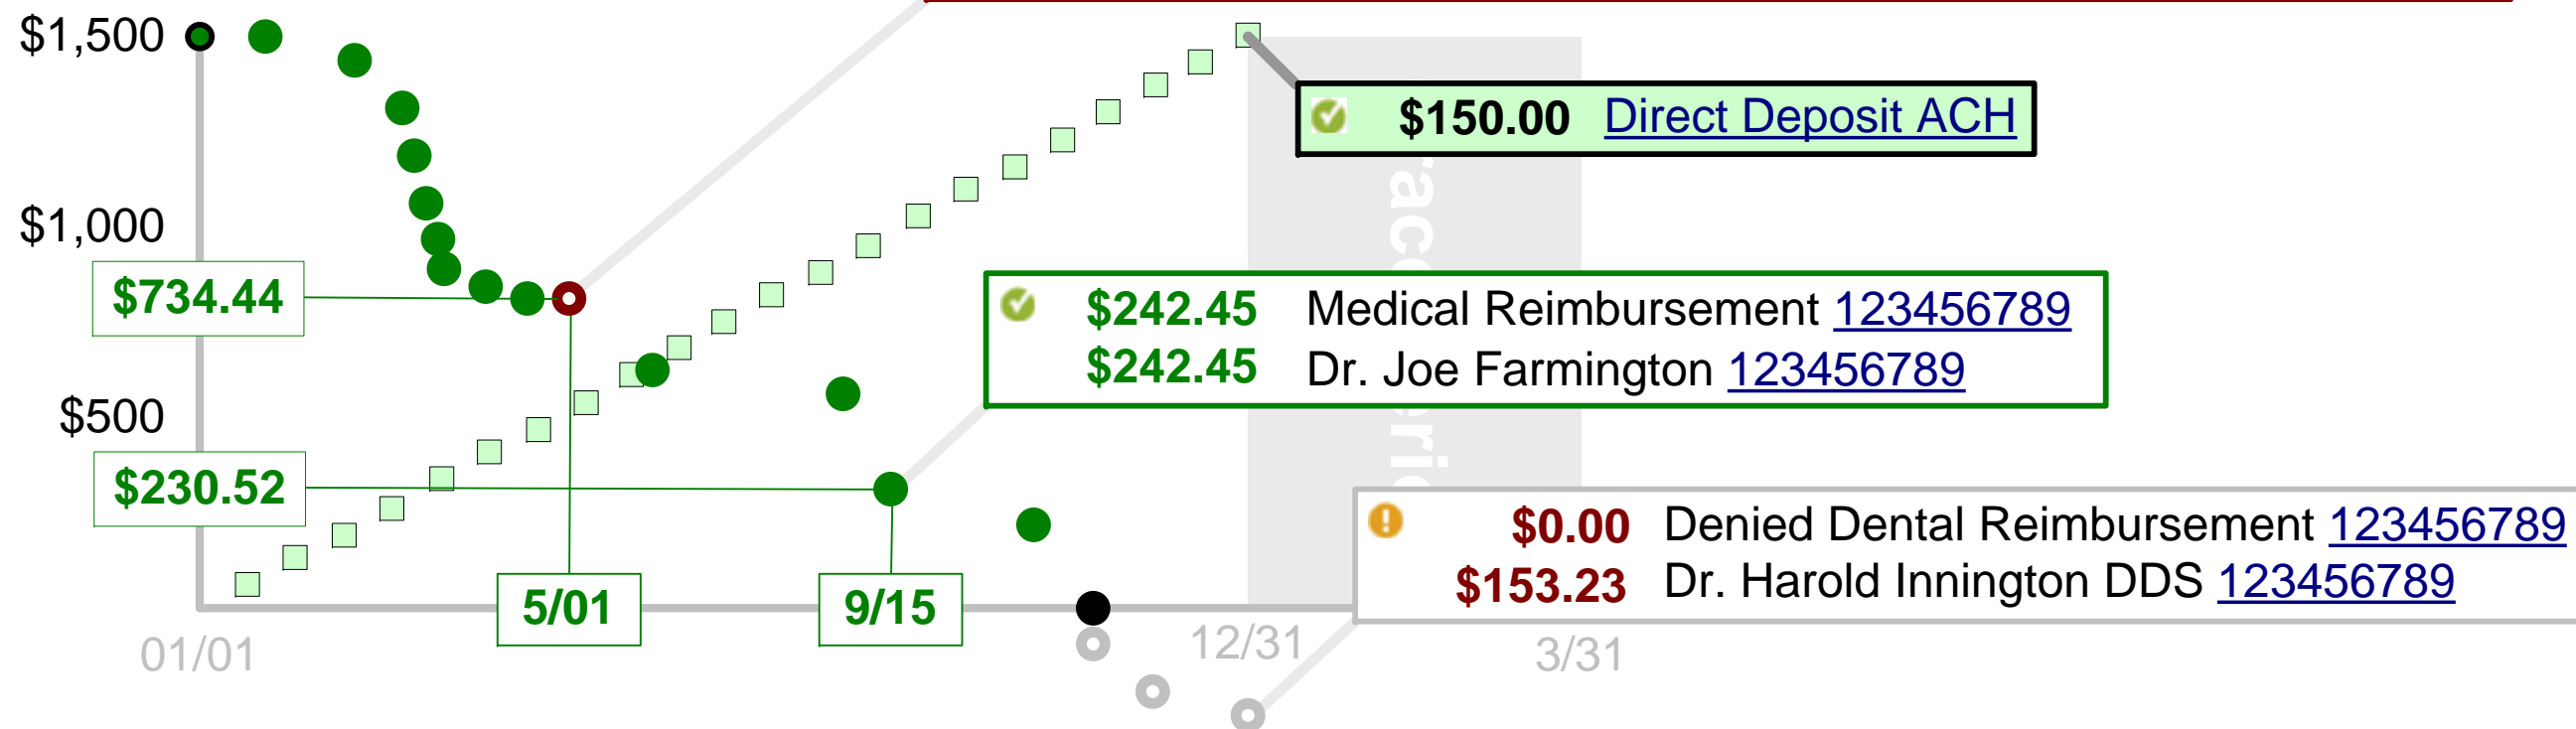 $1,500
$150.00 Direct Deposit ACH
$1,000
$734.44
$242.45 Medical Reimbursement 123456789
$242.45 Dr. Joe Farmington 123456789
$500
$230.52
$0.00 Denied Dental Reimbursement 123456789
$153.23 Dr. Harold Innington DDS 123456789
5/01
9/15
01/01
12/31
3/31